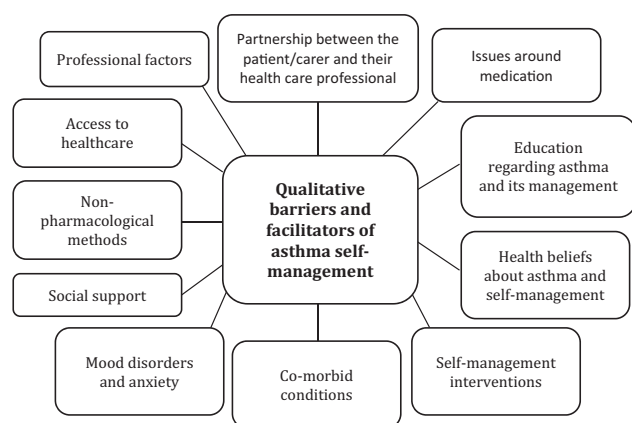 Partnership between the
patient/carer and their
health care professional
Professional factors
Issues around
medication
Access to
healthcare
Education
regarding asthma
and its management
Non-
pharmacological
methods
Qualitative
barriers and
facilitators of
asthma self-
management
Health beliefs
about asthma and
self-management
Social support
Mood disorders
and anxiety
Co-morbid
conditions
Self-management
interventions